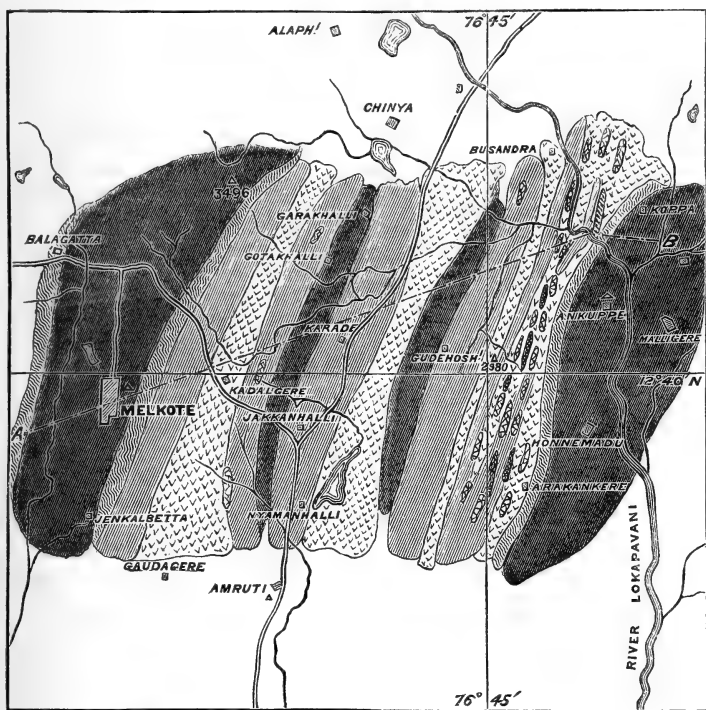 76° 45'
ALAPH!
CHINYA
BUSANDRA
3496
GARAKHALLI
KOPPA
BALAGATTA
GOTAKHALLI
B
ANKUPPE
KARADE
MALLIGERE
GUDEHOSH!
2380
12° 40' N
KADALGERE
MELKOTE
A
JAKKANHALLI
HONNEMADU
ARAKANKERE
JENKALBETTA
NYAMANHALLI
GAUDAGERE
AMRUTI
RIVER LOKAPAVANI
76° 45'